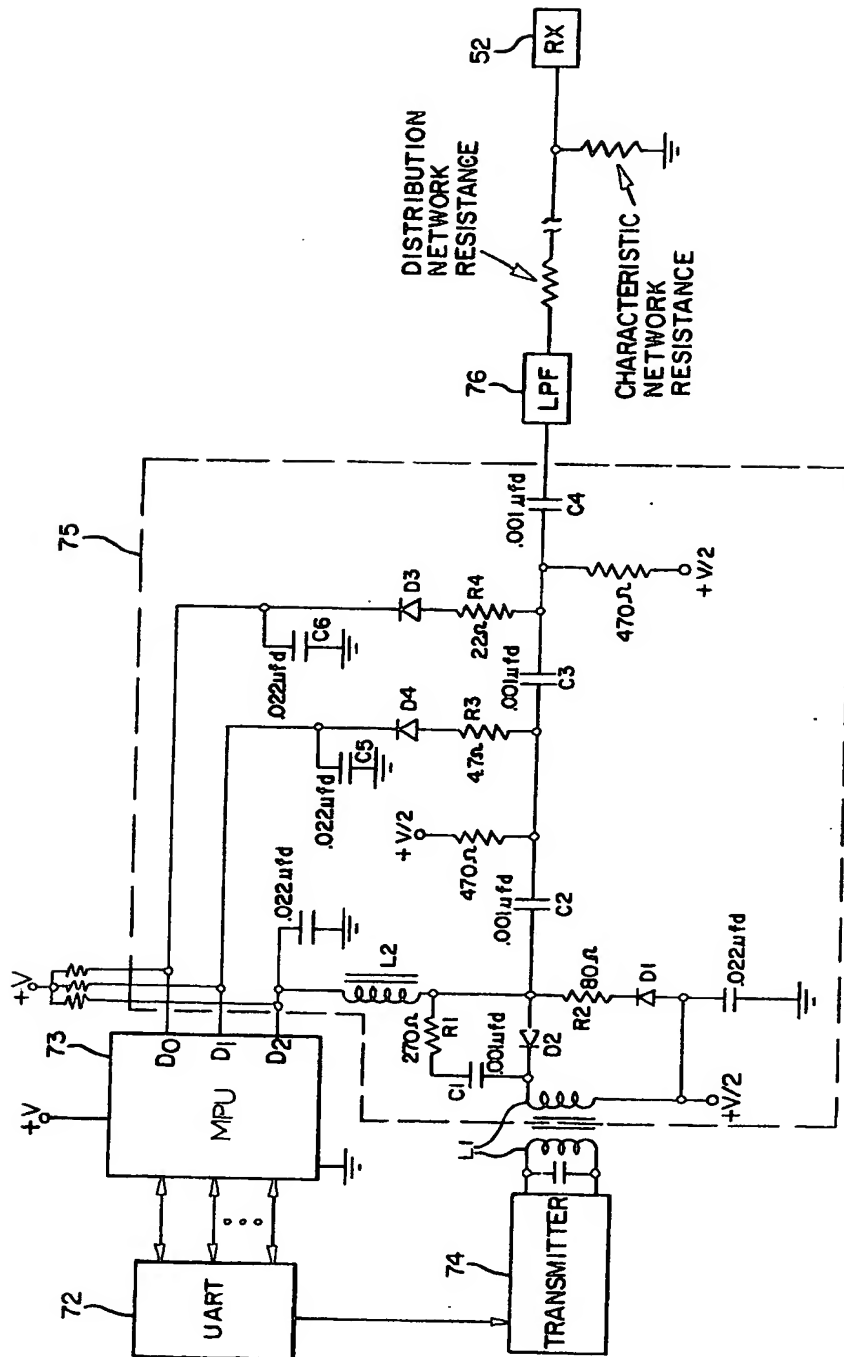 72
UART
73
+V
MPU
D0
D1
D2
+V
74
TRANSMITTER
L1
75
.022µfd
L2
270Ω
R1
C1
.001µfd
D2
R2
80Ω
D1
.022µfd
+V/2
.001µfd
C2
470Ω
+V/2
.022µfd
C5
D4
47Ω
R3
.022µfd
C6
D3
22Ω
R4
.001µfd
C3
470Ω
+V/2
.001µfd
C4
76
LPF
DISTRIBUTION
NETWORK
RESISTANCE
CHARACTERISTIC
NETWORK
RESISTANCE
52
RX